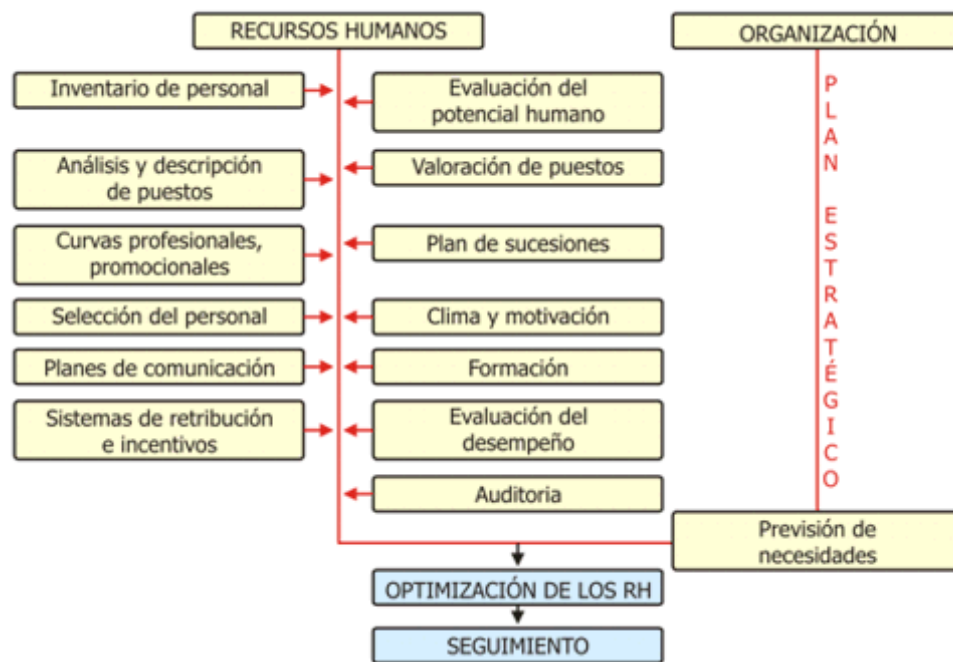 RECURSOS HUMANOS
ORGANIZACIÓN
Inventario de personal
Evaluación del
potencial humano
Análisis y descripción
de puestos
Valoración de puestos
Curvas profesionales,
promocionales
Plan de sucesiones
Selección del personal
Clima y motivación
Planes de comunicación
Formación
Sistemas de retribución
e incentivos
Evaluación del
desempeño
Auditoria
PLAN ESTRATÉGICO
Previsión de
necesidades
OPTIMIZACIÓN DE LOS RH
SEGUIMIENTO